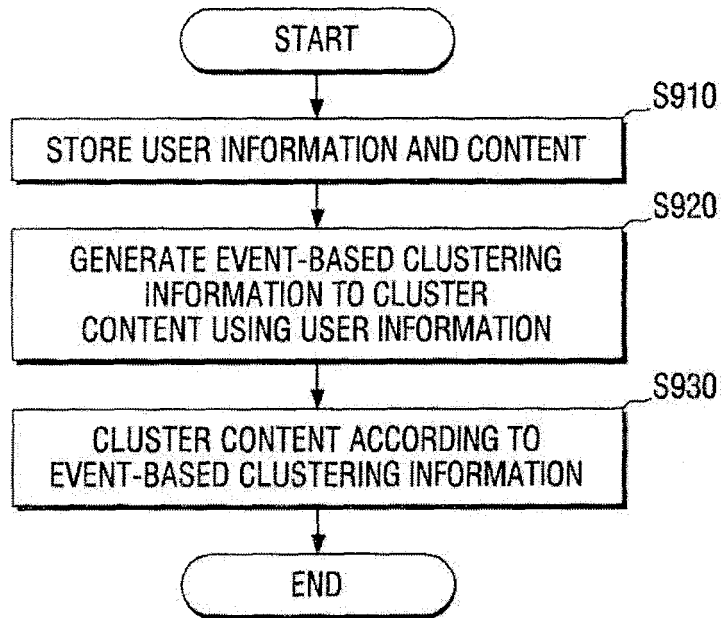 START
S910
STORE USER INFORMATION AND CONTENT
S920
GENERATE EVENT-BASED CLUSTERING
INFORMATION TO CLUSTER
CONTENT USING USER INFORMATION
S930
CLUSTER CONTENT ACCORDING TO
EVENT-BASED CLUSTERING INFORMATION
END